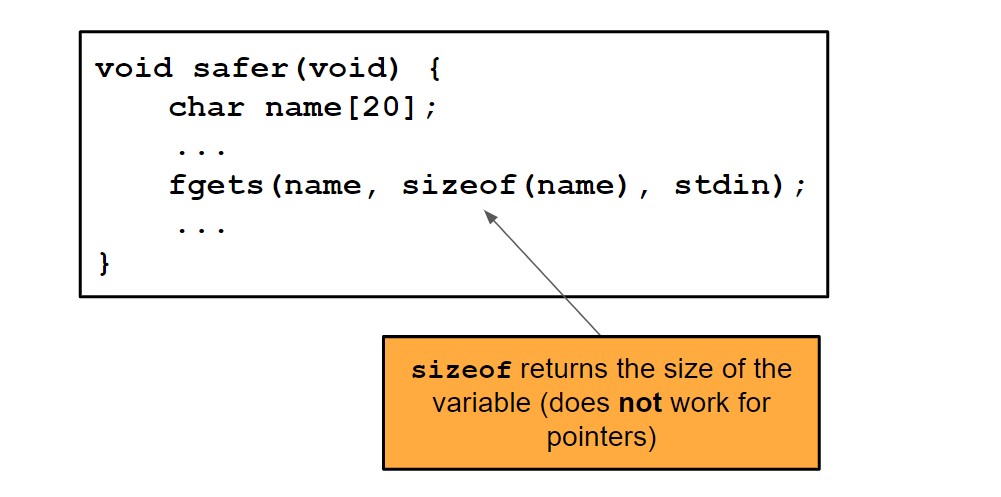 void safer(void) {
    char name[20];
    ...
    fgets(name, sizeof(name), stdin);
    ...
}
sizeof returns the size of the
variable (does not work for
pointers)